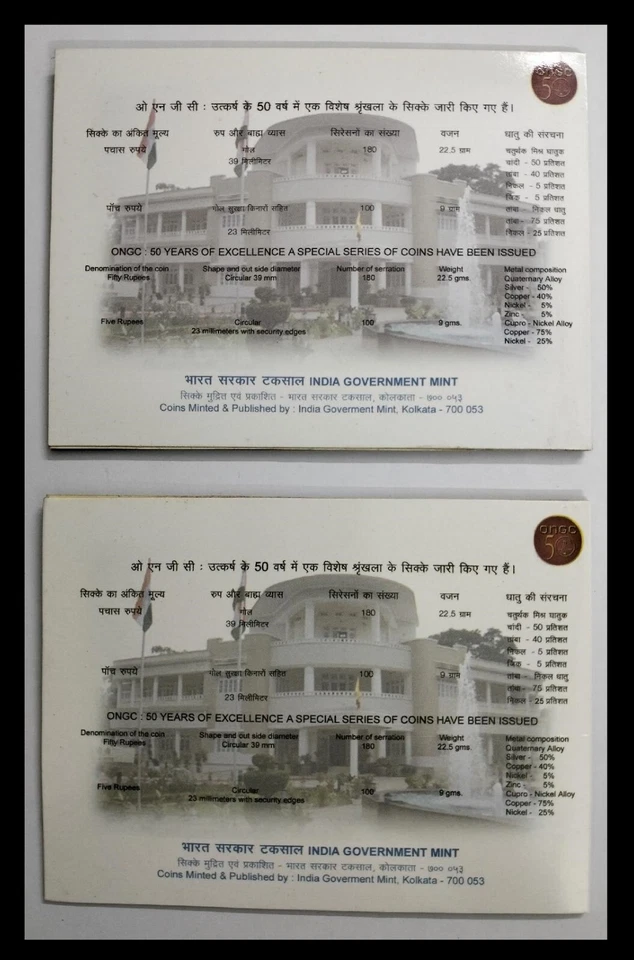 ONGC
50
ओ एन जी सी : उत्कर्ष के 50 वर्ष में एक विशेष श्रृंखला के सिक्के जारी किए गए हैं।
सिक्के का अंकित मूल्य रुप और बाह्य व्यास सिरेसनों का संख्या वजन धातु की संरचना
पचास रुपये गोल 180 22.5 ग्राम चतुर्थक मिश्र धातुक
39 मिलीमिटर चांदी - 50 प्रतिशत
तांबा - 40 प्रतिशत
निकल - 5 प्रतिशत
जिंक - 5 प्रतिशत
पाँच रुपये गोल सुरक्षा किनारों सहित 100 9 ग्राम तांबा - निकल धातु
तांबा - 75 प्रतिशत
23 मिलीमिटर निकल - 25 प्रतिशत
ONGC : 50 YEARS OF EXCELLENCE A SPECIAL SERIES OF COINS HAVE BEEN ISSUED
Denomination of the coin Shape and out side diameter Number of serration Weight Metal composition
Fifty Rupees Circular 39 mm 180 22.5 gms. Quaternary Alloy
Silver - 50%
Copper - 40%
Nickel - 5%
Zinc - 5%
Five Rupees Circular 100 9 gms. Cupro - Nickel Alloy
23 millimeters with security edges Copper - 75%
Nickel - 25%
भारत सरकार टकसाल INDIA GOVERNMENT MINT
सिक्के मुद्रित एवं प्रकाशित - भारत सरकार टकसाल, कोलकाता - ७०० ०५३
Coins Minted & Published by : India Goverment Mint, Kolkata - 700 053
ONGC
50
ओ एन जी सी : उत्कर्ष के 50 वर्ष में एक विशेष श्रृंखला के सिक्के जारी किए गए हैं।
सिक्के का अंकित मूल्य रुप और बाह्य व्यास सिरेसनों का संख्या वजन धातु की संरचना
पचास रुपये गोल 180 22.5 ग्राम चतुर्थक मिश्र धातुक
39 मिलीमिटर चांदी - 50 प्रतिशत
तांबा - 40 प्रतिशत
निकल - 5 प्रतिशत
जिंक - 5 प्रतिशत
पाँच रुपये गोल सुरक्षा किनारों सहित 100 9 ग्राम तांबा - निकल धातु
तांबा - 75 प्रतिशत
23 मिलीमिटर निकल - 25 प्रतिशत
ONGC : 50 YEARS OF EXCELLENCE A SPECIAL SERIES OF COINS HAVE BEEN ISSUED
Denomination of the coin Shape and out side diameter Number of serration Weight Metal composition
Fifty Rupees Circular 39 mm 180 22.5 gms. Quaternary Alloy
Silver - 50%
Copper - 40%
Nickel - 5%
Zinc - 5%
Five Rupees Circular 100 9 gms. Cupro - Nickel Alloy
23 millimeters with security edges Copper - 75%
Nickel - 25%
भारत सरकार टकसाल INDIA GOVERNMENT MINT
सिक्के मुद्रित एवं प्रकाशित - भारत सरकार टकसाल, कोलकाता - ७०० ०५३
Coins Minted & Published by : India Goverment Mint, Kolkata - 700 053